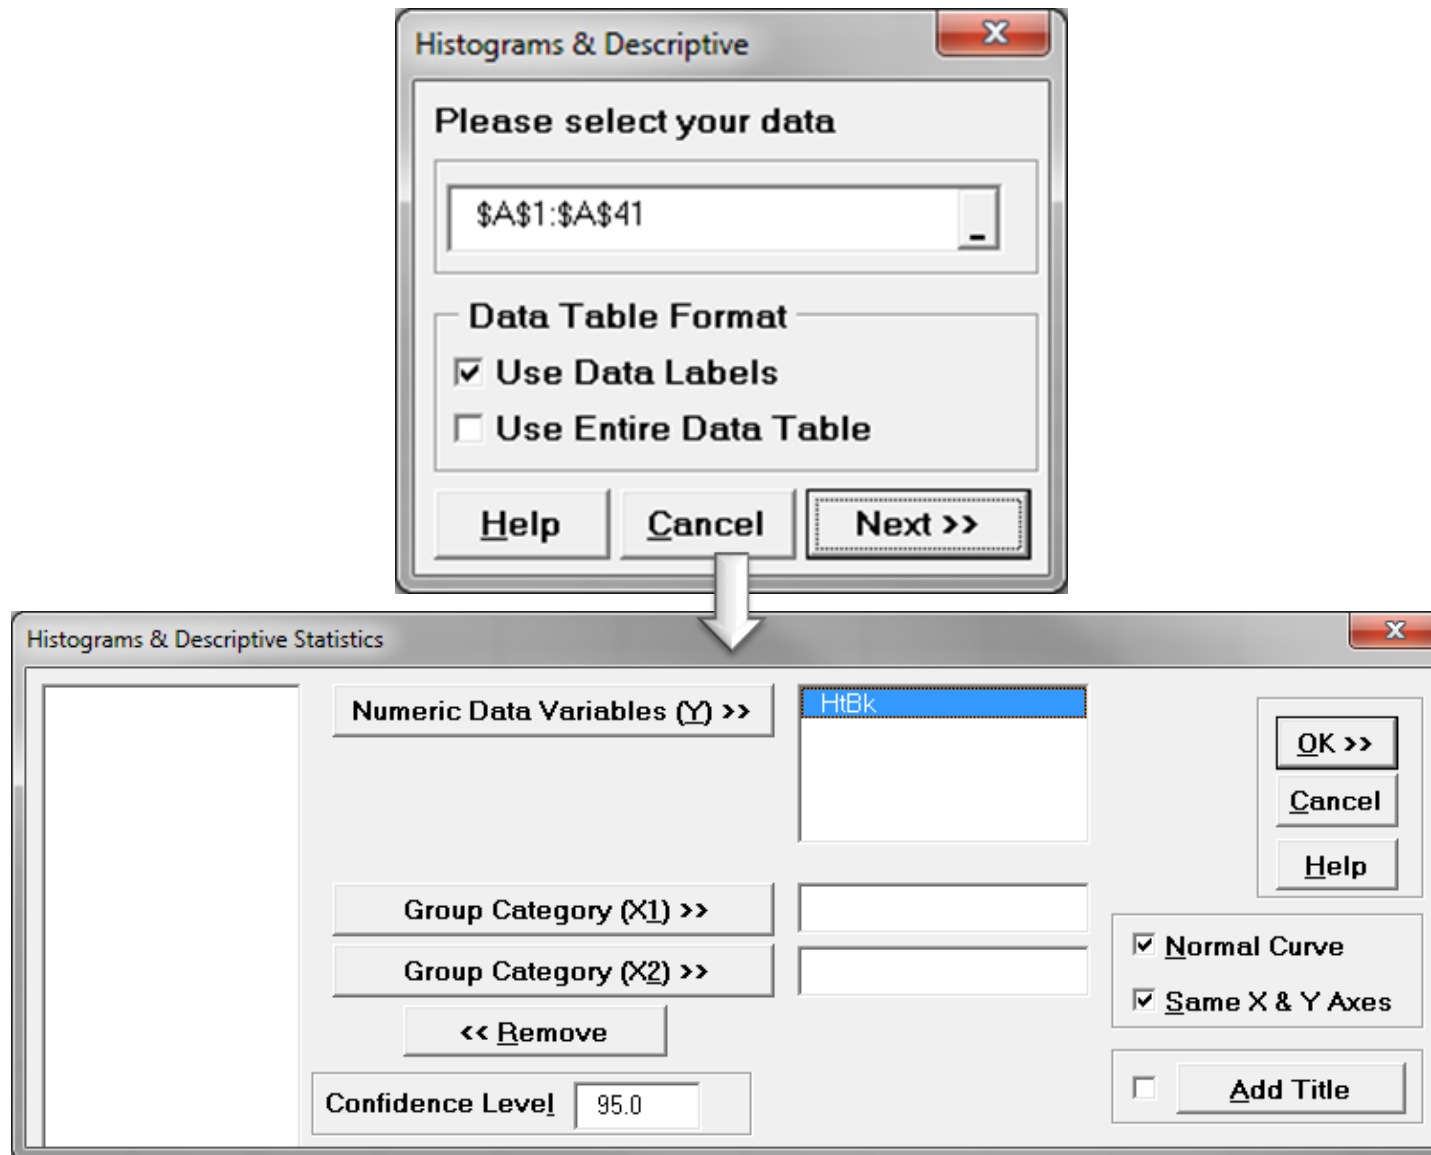 Histograms & Descriptive
Please select your data
$A$1:$A$41
Data Table Format
Use Data Labels
Use Entire Data Table
Help Cancel Next >>
Histograms & Descriptive Statistics
Numeric Data Variables (Y) >> HtBk
OK >>
Cancel
Help
Group Category (X1) >>
Group Category (X2) >>
Normal Curve
Same X & Y Axes
<< Remove
Confidence Level 95.0
Add Title